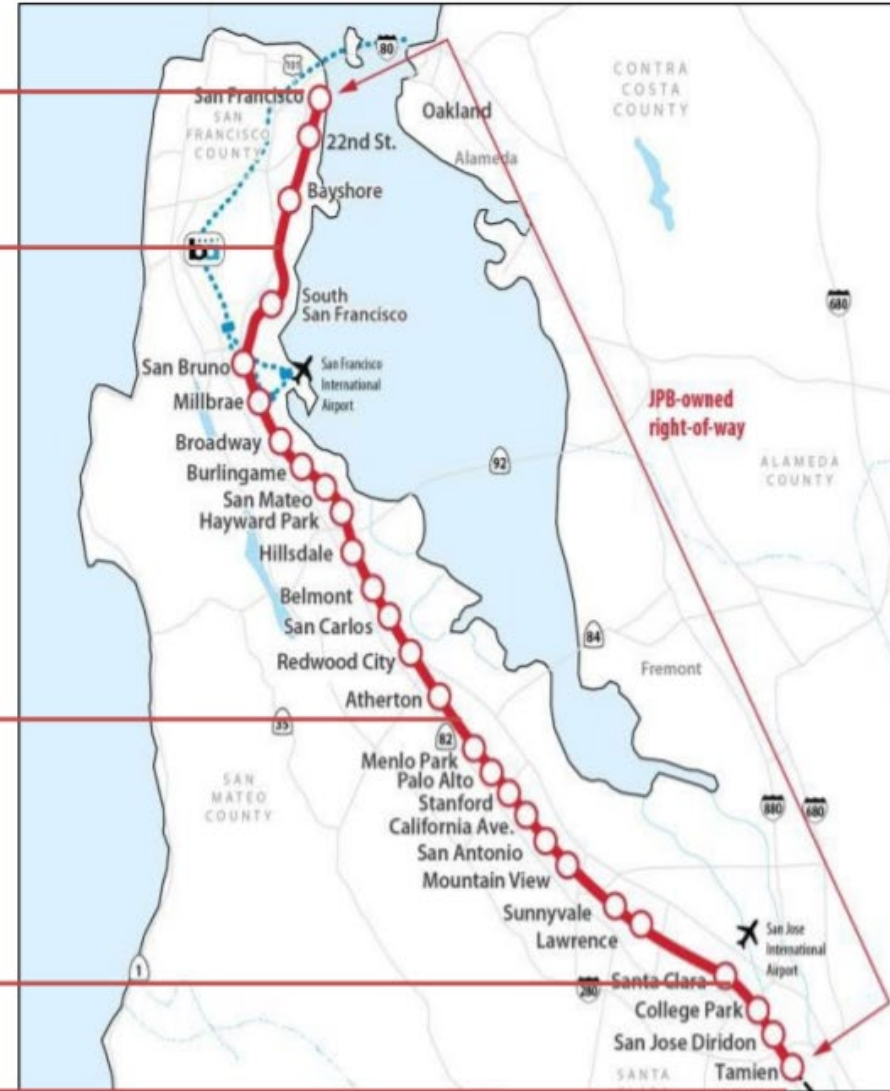 80
101
CONTRA
COSTA
COUNTY
San Francisco
Oakland
SAN
FRANCISCO
COUNTY
22nd St.
Alameda
Bayshore
680
South
San Francisco
San Bruno
San Francisco
International
Airport
Millbrae
JPB-owned
right-of-way
Broadway
92
ALAMEDA
COUNTY
Burlingame
San Mateo
Hayward Park
Hillsdale
Belmont
San Carlos
84
Redwood City
Fremont
Atherton
35
82
Menlo Park
Palo Alto
SAN
MATEO
COUNTY
Stanford
880
680
California Ave.
San Antonio
Mountain View
Sunnyvale
Lawrence
San Jose
International
Airport
1
Santa Clara
280
College Park
San Jose Diridon
Tamien
SANTA